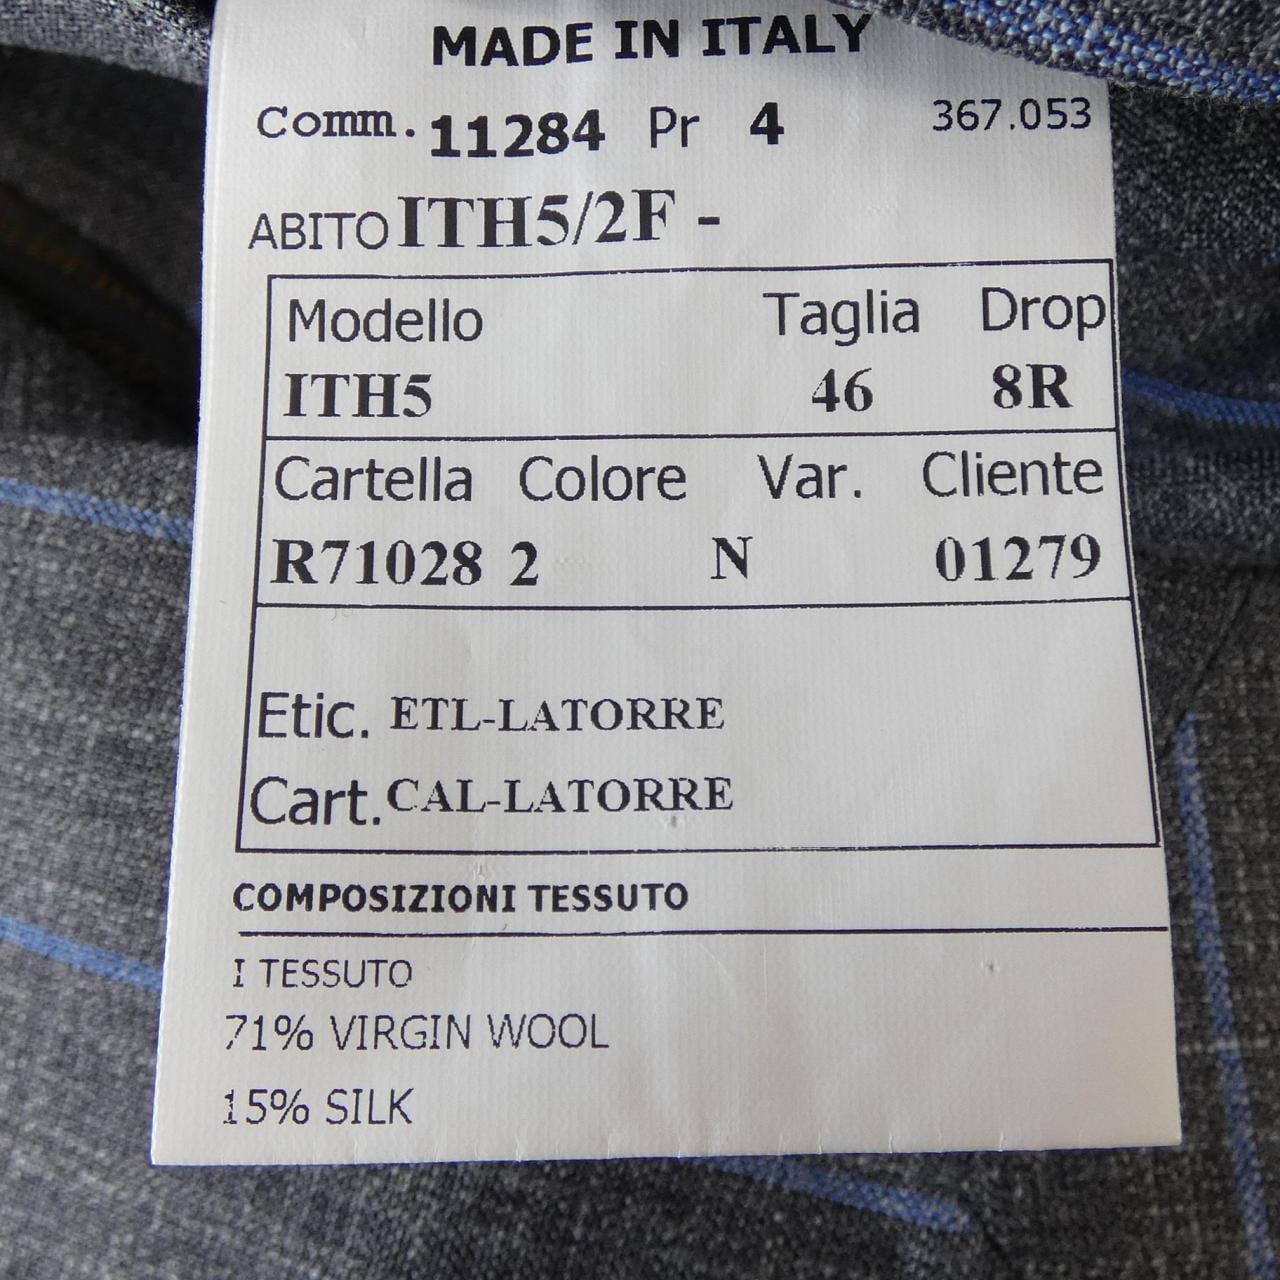 MADE IN ITALY
Comm. 11284 Pr 4 367.053
ABITO ITH5/2F -
Modello Taglia Drop
ITH5 46 8R
Cartella Colore Var. Cliente
R71028 2 N 01279
Etic. ETL-LATORRE
Cart. CAL-LATORRE
COMPOSIZIONI TESSUTO
I TESSUTO
71% VIRGIN WOOL
15% SILK